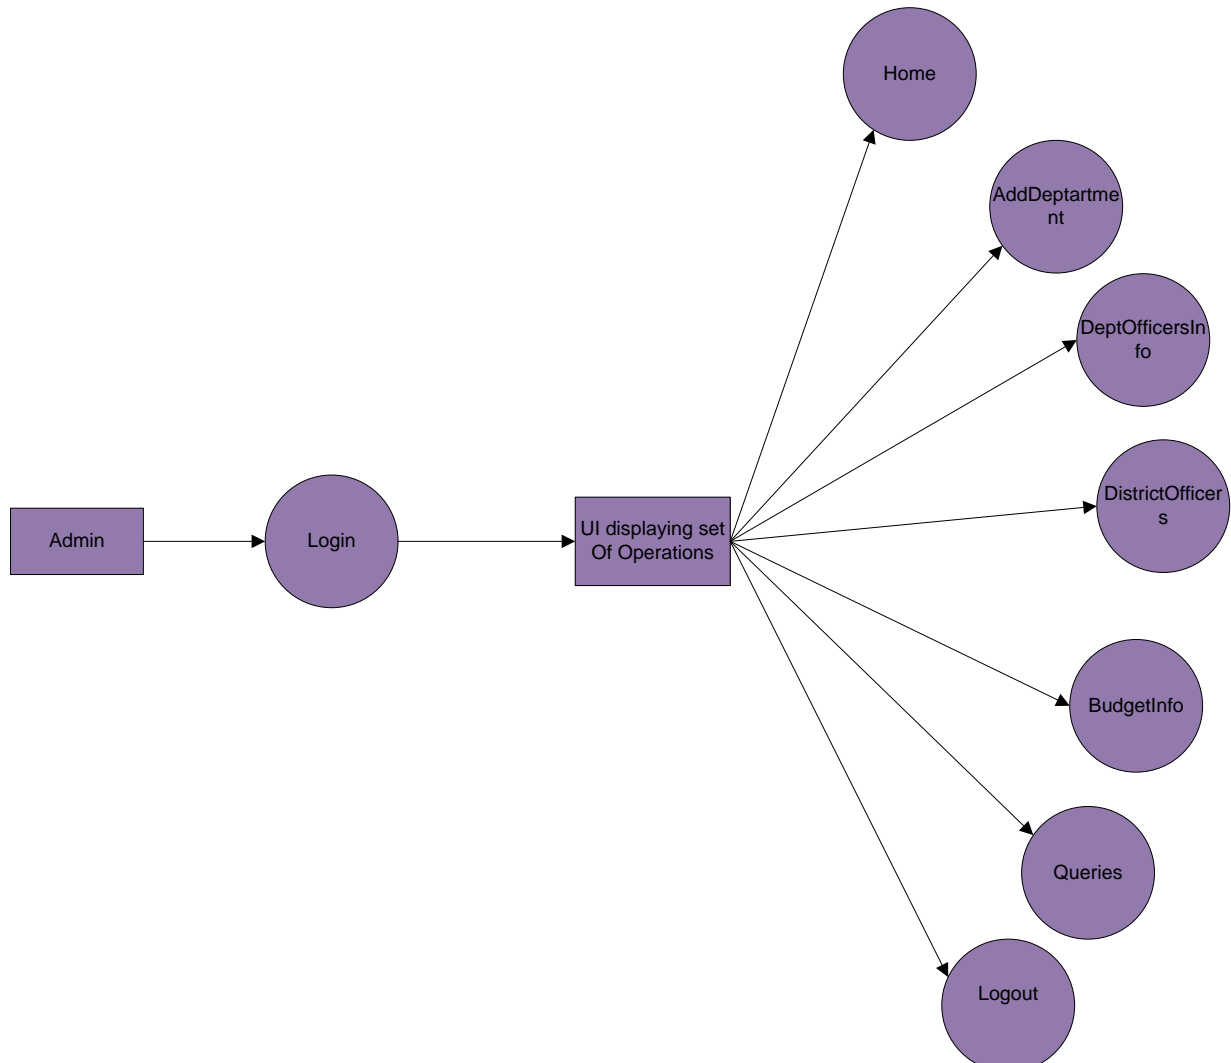 Home
AddDeptartme
nt
DeptOfficersIn
fo
DistrictOfficer
s
Admin
Login
UI displaying set
Of Operations
BudgetInfo
Queries
Logout